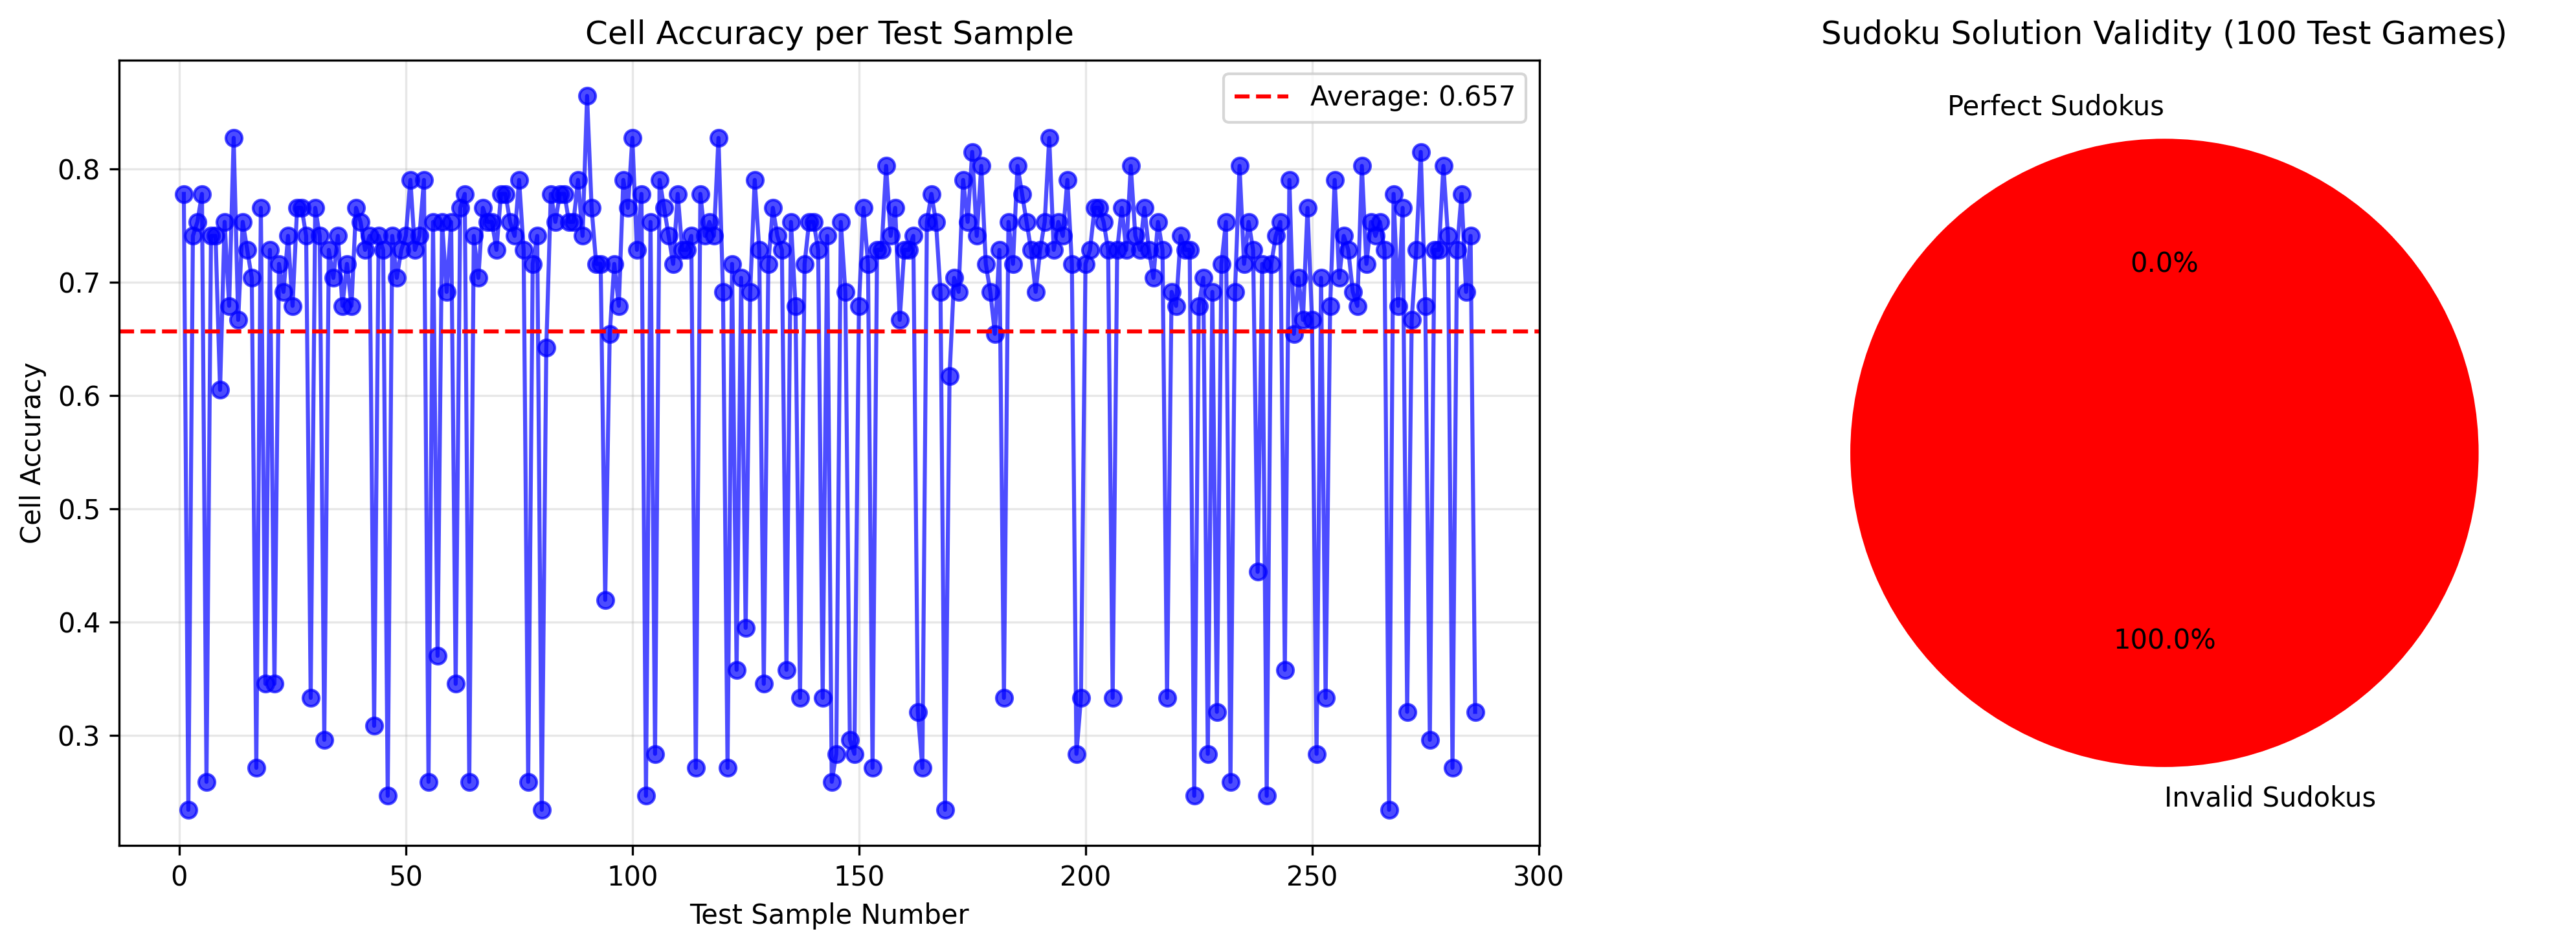 Cell Accuracy per Test Sample
Average: 0.657
Cell Accuracy
0.8
0.7
0.6
0.5
0.4
0.3
0 50 100 150 200 250 300
Test Sample Number
Sudoku Solution Validity (100 Test Games)
Perfect Sudokus
0.0%
100.0%
Invalid Sudokus